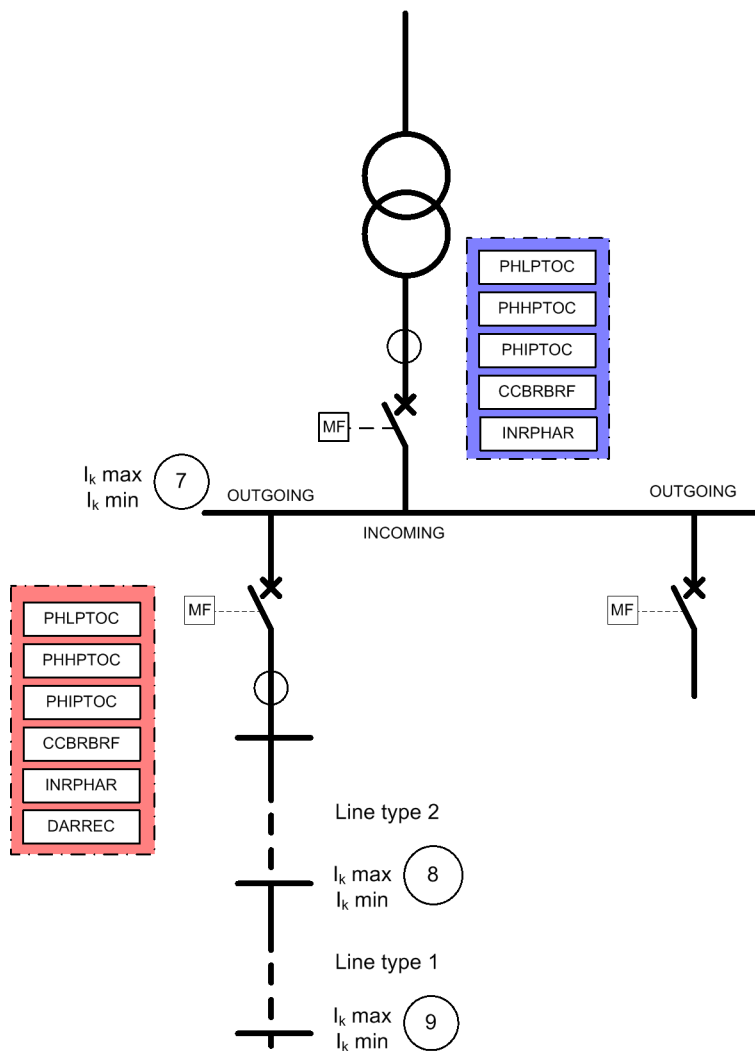 PHLPTOC
PHHPTOC
PHIPTOC
CCBRBRF
INRPHAR
MF
Ik max
Ik min
7
OUTGOING
INCOMING
OUTGOING
PHLPTOC
PHHPTOC
PHIPTOC
CCBRBRF
INRPHAR
DARREC
MF
MF
Line type 2
Ik max
Ik min
8
Line type 1
Ik max
Ik min
9